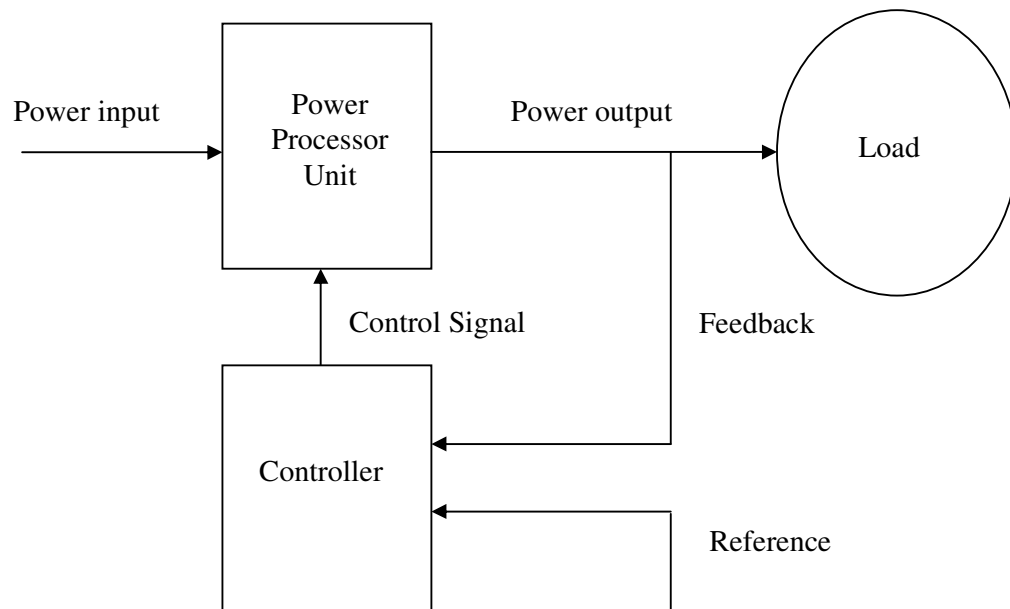 Power input
Power
Processor
Unit
Power output
Load
Control Signal
Feedback
Controller
Reference